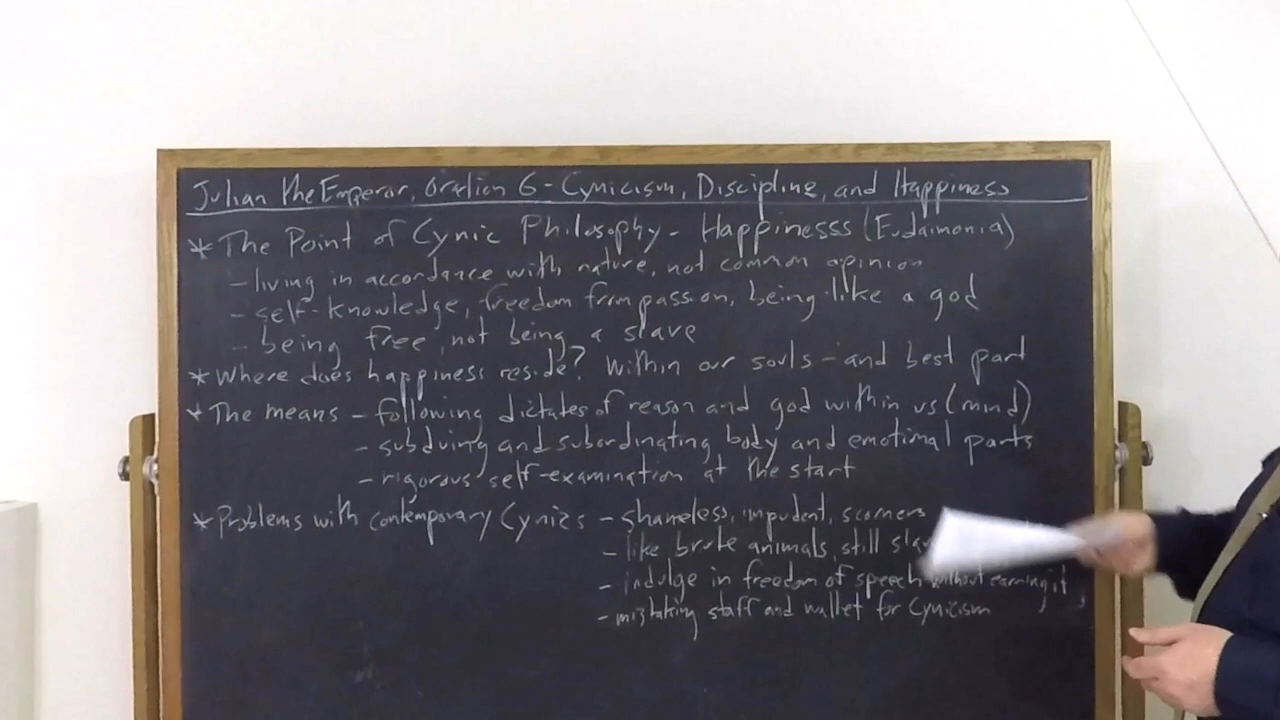 Julian the Emperor, Oration 6 - Cynicism, Discipline, and Happiness
* The Point of Cynic Philosophy - Happinesss (Eudaimonia)
- living in accordance with nature, not common opinion
- self-knowledge, freedom from passion, being like a god
- being free, not being a slave
* Where does happiness reside? Within our souls - and best part
* The means - following dictates of reason and god within us (mind)
- subduing and subordinating body and emotional parts
- rigorous self-examination at the start
* Problems with contemporary Cynics - shameless, impudent, scorners
- like brute animals, still
- indulge in freedom of speech without earning it
- mistaking staff and wallet for Cynicism